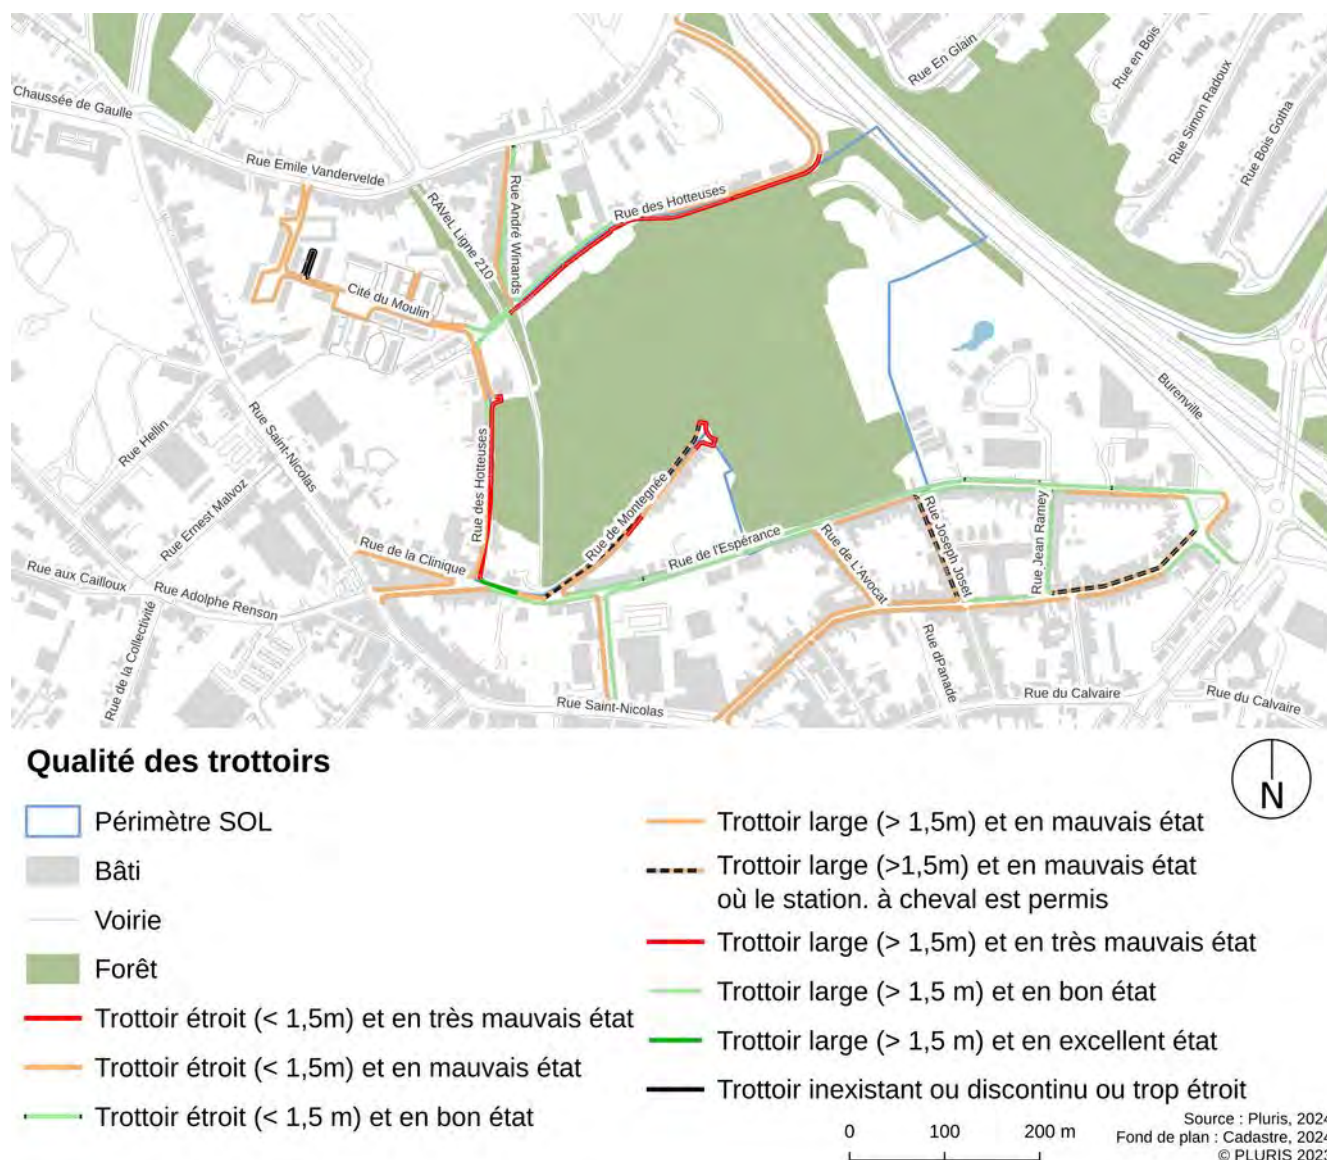 Rue En Glain
Rue en Bois
Rue Simon Radoux
Rue Bois Gotha
Chaussée de Gaulle
Rue Emile Vandervelde
RAVeL Ligne 210
Rue André Winands
Rue des Hotteuses
Cité du Moulin
Burenville
Rue Hellin
Rue Saint-Nicolas
Rue Ernest Malvoz
Rue des Hotteuses
Rue de Montegnée
Rue de la Clinique
Rue de l'Espérance
Rue de L'Avocat
Rue Joseph Joset
Rue Jean Ramey
Rue aux Cailloux
Rue Adolphe Renson
Rue de la Collectivité
Rue dPanade
Rue Saint-Nicolas
Rue du Calvaire
Rue du Calvaire
Qualité des trottoirs
N
Périmètre SOL
Bâti
Voirie
Forêt
Trottoir étroit (< 1,5m) et en très mauvais état
Trottoir étroit (< 1,5m) et en mauvais état
Trottoir étroit (< 1,5 m) et en bon état
Trottoir large (> 1,5m) et en mauvais état
Trottoir large (>1,5m) et en mauvais état
où le station. à cheval est permis
Trottoir large (> 1,5m) et en très mauvais état
Trottoir large (> 1,5 m) et en bon état
Trottoir large (> 1,5 m) et en excellent état
Trottoir inexistant ou discontinu ou trop étroit
0 100 200 m
Source : Pluris, 2024
Fond de plan : Cadastre, 2024
© PLURIS 2023